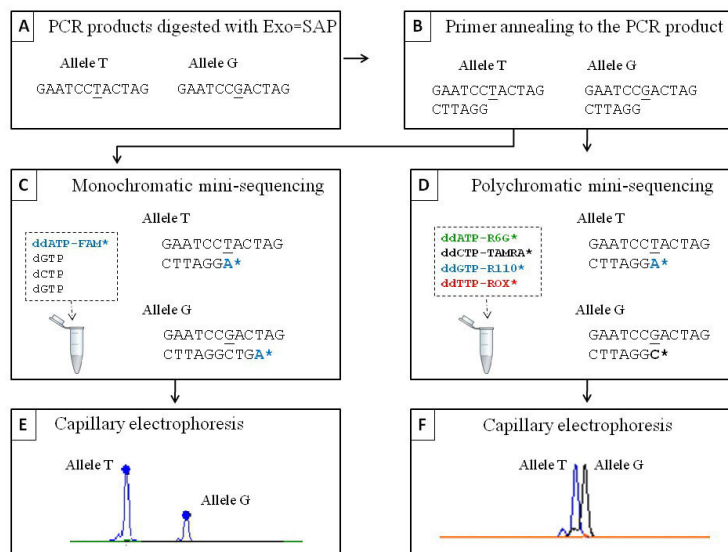 A PCR products digested with Exo=SAP
Allele T Allele G
GAATCCTACTAG GAATCCGACTAG
B Primer annealing to the PCR product
Allele T Allele G
GAATCCTACTAG GAATCCGACTAG
CTTAGG CTTAGG
C Monochromatic mini-sequencing
Allele T
ddATP-FAM*
dGTP
dCTP
dGTP
GAATCCTACTAG
CTTAGGA*
Allele G
GAATCCGACTAG
CTTAGGCTGA*
D Polychromatic mini-sequencing
Allele T
ddATP-R6G*
ddCTP-TAMRA*
ddGTP-R110*
ddTTP-ROX*
GAATCCTACTAG
CTTAGGA*
Allele G
GAATCCGACTAG
CTTAGGC*
E Capillary electrophoresis
Allele T
Allele G
F Capillary electrophoresis
Allele T Allele G